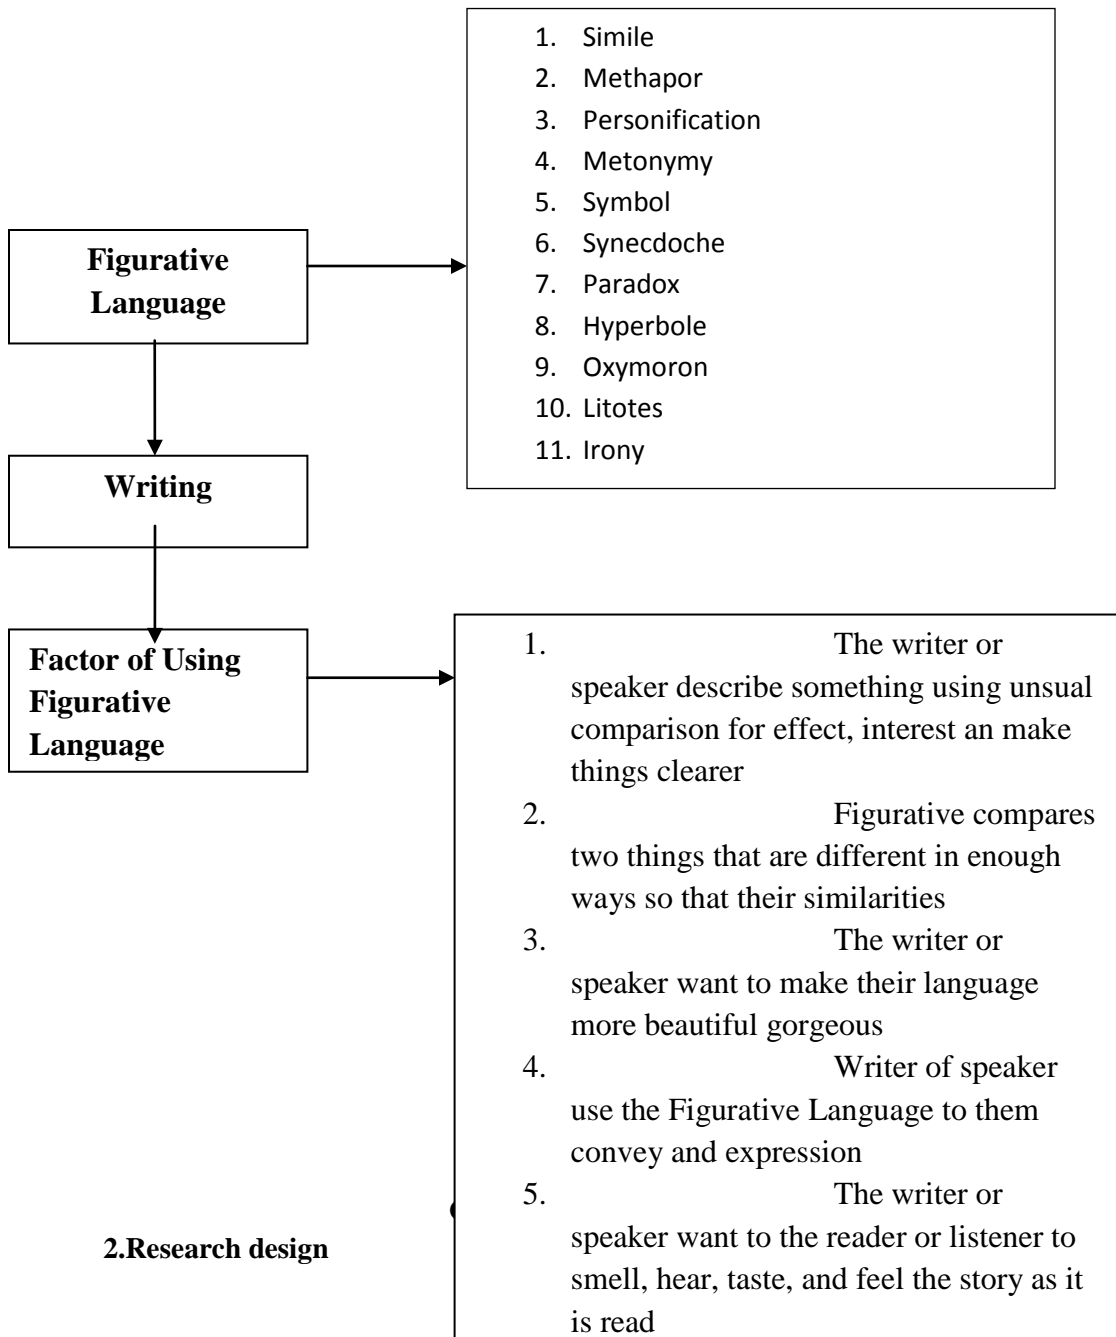 1. Simile
2. Methapor
3. Personification
4. Metonymy
5. Symbol
6. Synecdoche
7. Paradox
8. Hyperbole
9. Oxymoron
10. Litotes
11. Irony
Figurative
Language
Writing
Factor of Using
Figurative
Language
1. The writer or
speaker describe something using unsual
comparison for effect, interest an make
things clearer
2. Figurative compares
two things that are different in enough
ways so that their similarities
3. The writer or
speaker want to make their language
more beautiful gorgeous
4. Writer of speaker
use the Figurative Language to them
convey and expression
5. The writer or
speaker want to the reader or listener to
smell, hear, taste, and feel the story as it
is read
2.Research design